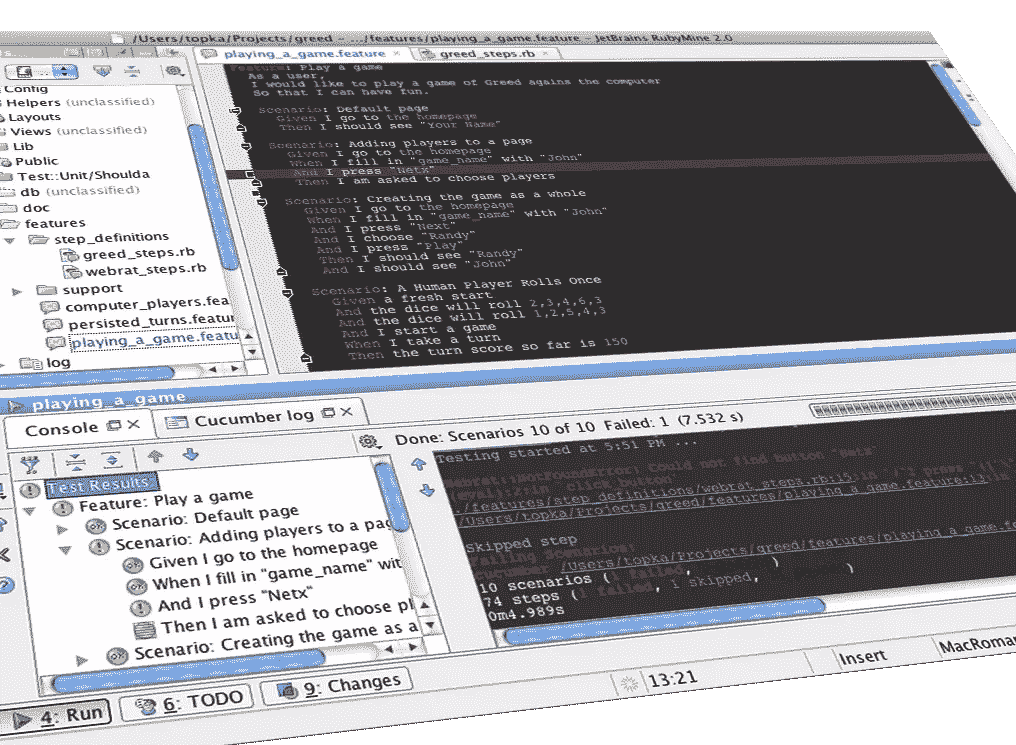 /Users/topka/Projects/greed - .../features/playing_a_game.feature - JetBrains RubyMine 2.0
playing_a_game.feature
greed_steps.rb
Config
Helpers (unclassified)
Layouts
Views (unclassified)
Lib
Public
Test::Unit/Shoulda
db (unclassified)
doc
features
step_definitions
greed_steps.rb
webrat_steps.rb
support
computer_players.fea
persisted_turns.featur
playing_a_game.featu
log
Feature: Play a game
As a user,
I would like to play a game of Greed agains the computer
So that I can have fun.
Scenario: Default page
Given I go to the homepage
Then I should see "Your Name"
Scenario: Adding players to a page
Given I go to the homepage
When I fill in "game_name" with "John"
And I press "Netx"
Then I am asked to choose players
Scenario: Creating the game as a whole
Given I go to the homepage
When I fill in "game_name" with "John"
And I press "Next"
And I choose "Randy"
And I press "Play"
Then I should see "Randy"
And I should see "John"
Scenario: A Human Player Rolls Once
Given a fresh start
And the dice will roll 2,3,4,6,3
And the dice will roll 1,2,5,4,3
And I start a game
When I take a turn
Then the turn score so far is 150
playing_a_game
Console
Cucumber log
Done: Scenarios 10 of 10 Failed: 1 (7.532 s)
Test Results:
Feature: Play a game
Scenario: Default page
Scenario: Adding players to a pag
Given I go to the homepage
When I fill in "game_name" wit
And I press "Netx"
Then I am asked to choose pl
Scenario: Creating the game as a
Testing started at 5:51 PM ...
Could not find button "Netx
./features/step_definitions/webrat_steps.rb:15:in
/Users/topka/Projects/greed/features/playing_a_game.feature:13:in
Skipped step
Failing Scenarios:
cucumber /Users/topka/Projects/greed/features/playing_a_game.fe
10 scenarios (1 failed,
74 steps (1 failed, 1 skipped,
0m4.989s
4: Run
6: TODO
9: Changes
13:21
Insert
MacRoman